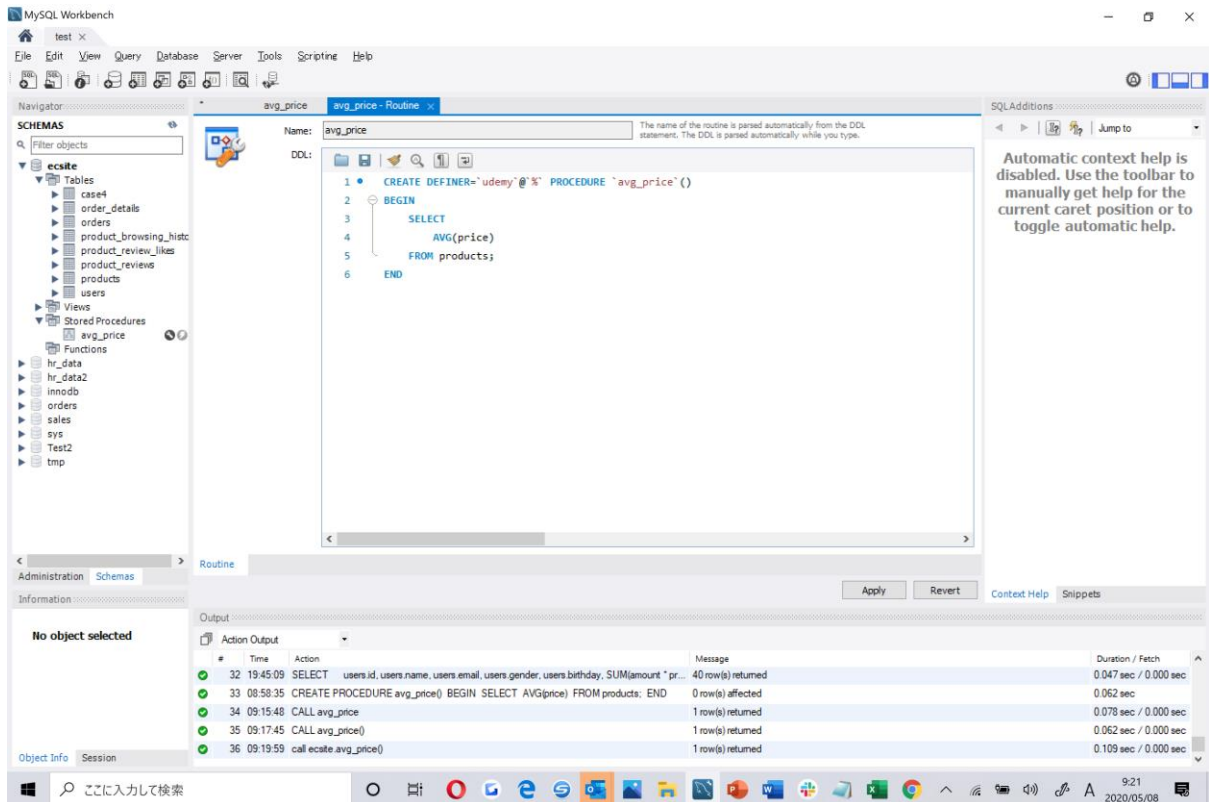 MySQL Workbench
test ×
File Edit View Query Database Server Tools Scripting Help
Navigator
SCHEMAS
Filter objects
ecsite
Tables
case4
order_details
orders
product_browsing_histc
product_review_likes
product_reviews
products
users
Views
Stored Procedures
avg_price
Functions
hr_data
hr_data2
innodb
orders
sales
sys
Test2
tmp
Administration Schemas
Information
No object selected
Object Info Session
avg_price avg_price - Routine ×
Name: avg_price
The name of the routine is parsed automatically from the DDL
statement. The DDL is parsed automatically while you type.
DDL:
1 CREATE DEFINER=`udemy`@`%` PROCEDURE `avg_price`()
2 BEGIN
3 SELECT
4 AVG(price)
5 FROM products;
6 END
Routine
Apply Revert
SQLAdditions
Jump to
Automatic context help is
disabled. Use the toolbar to
manually get help for the
current caret position or to
toggle automatic help.
Context Help Snippets
Output
Action Output
# Time Action Message Duration / Fetch
32 19:45:09 SELECT users.id, users.name, users.email, users.gender, users.birthday, SUM(amount * pr... 40 row(s) returned 0.047 sec / 0.000 sec
33 08:58:35 CREATE PROCEDURE avg_price() BEGIN SELECT AVG(price) FROM products; END 0 row(s) affected 0.062 sec
34 09:15:48 CALL avg_price 1 row(s) returned 0.078 sec / 0.000 sec
35 09:17:45 CALL avg_price() 1 row(s) returned 0.062 sec / 0.000 sec
36 09:19:59 call ecsite.avg_price() 1 row(s) returned 0.109 sec / 0.000 sec
ここに入力して検索
A
9:21
2020/05/08